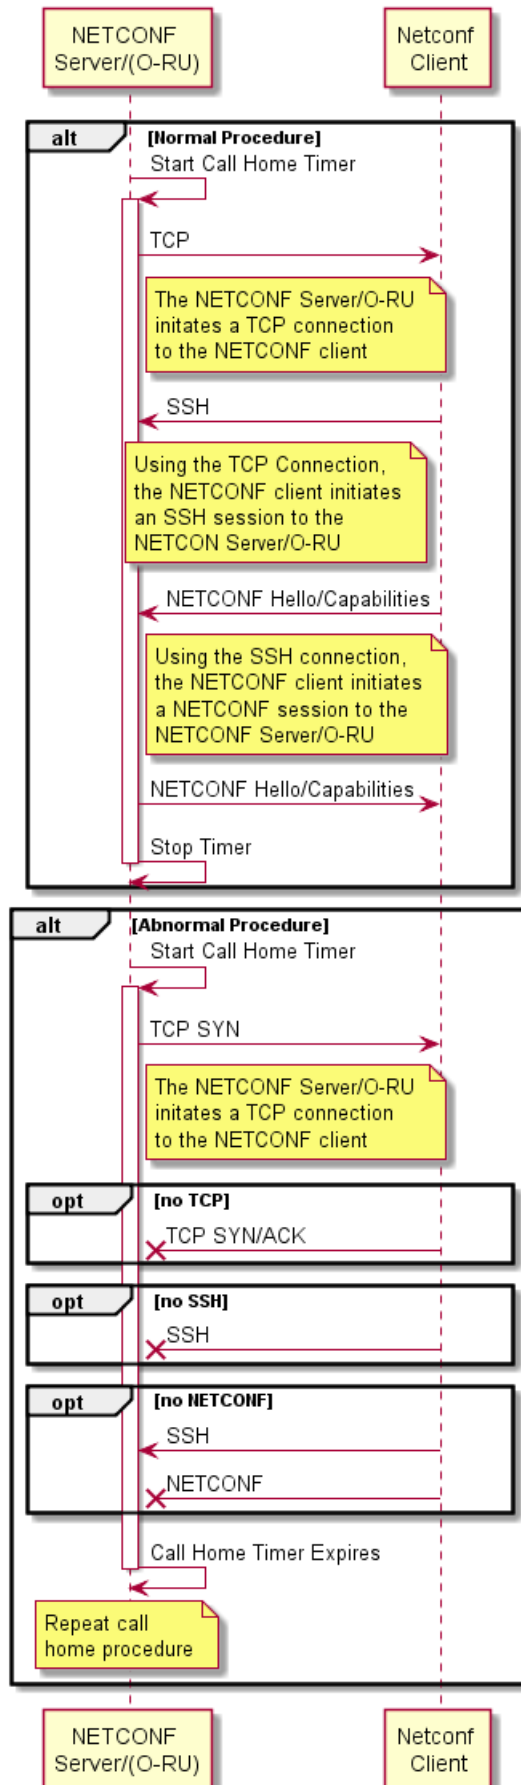 NETCONF
Server/(O-RU)
Netconf
Client
alt
[Normal Procedure]
Start Call Home Timer
TCP
The NETCONF Server/O-RU
initates a TCP connection
to the NETCONF client
SSH
Using the TCP Connection,
the NETCONF client initiates
an SSH session to the
NETCON Server/O-RU
NETCONF Hello/Capabilities
Using the SSH connection,
the NETCONF client initiates
a NETCONF session to the
NETCONF Server/O-RU
NETCONF Hello/Capabilities
Stop Timer
alt
[Abnormal Procedure]
Start Call Home Timer
TCP SYN
The NETCONF Server/O-RU
initates a TCP connection
to the NETCONF client
opt
[no TCP]
TCP SYN/ACK
opt
[no SSH]
SSH
opt
[no NETCONF]
SSH
NETCONF
Call Home Timer Expires
Repeat call
home procedure
NETCONF
Server/(O-RU)
Netconf
Client